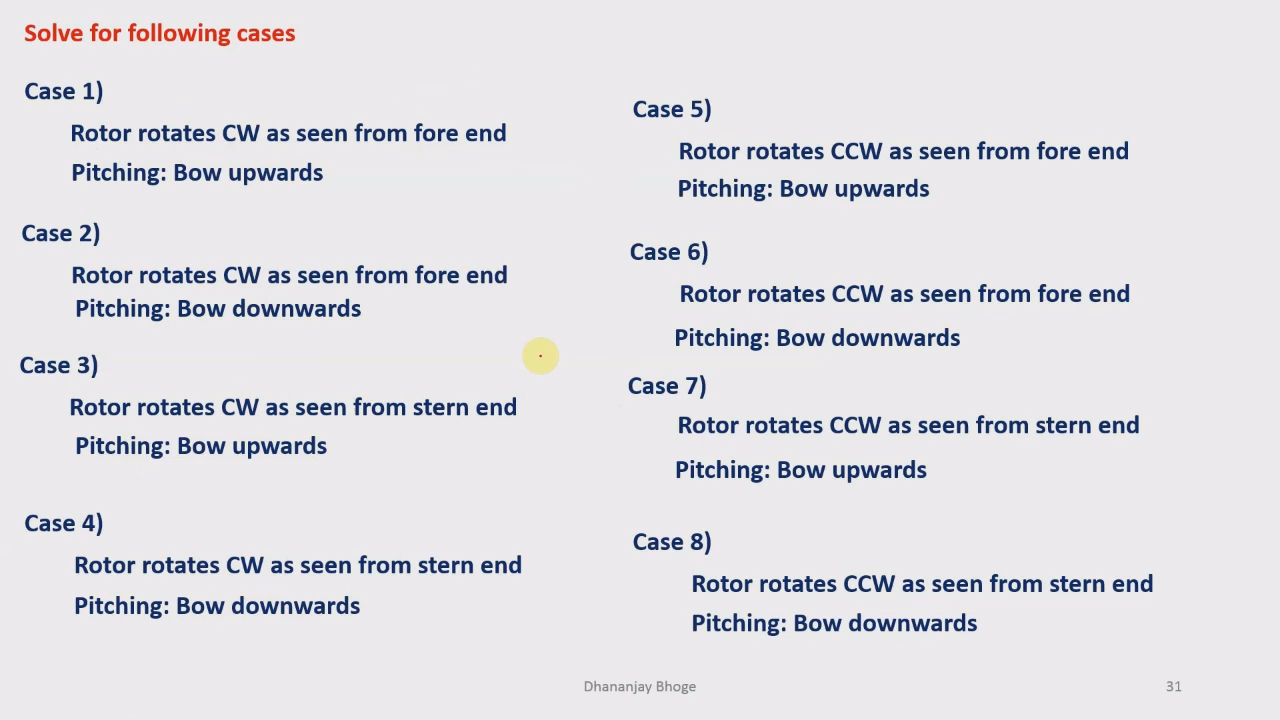 Solve for following cases
Case 1)
Rotor rotates CW as seen from fore end
Pitching: Bow upwards
Case 2)
Rotor rotates CW as seen from fore end
Pitching: Bow downwards
Case 3)
Rotor rotates CW as seen from stern end
Pitching: Bow upwards
Case 4)
Rotor rotates CW as seen from stern end
Pitching: Bow downwards
Case 5)
Rotor rotates CCW as seen from fore end
Pitching: Bow upwards
Case 6)
Rotor rotates CCW as seen from fore end
Pitching: Bow downwards
Case 7)
Rotor rotates CCW as seen from stern end
Pitching: Bow upwards
Case 8)
Rotor rotates CCW as seen from stern end
Pitching: Bow downwards
Dhananjay Bhoge
31